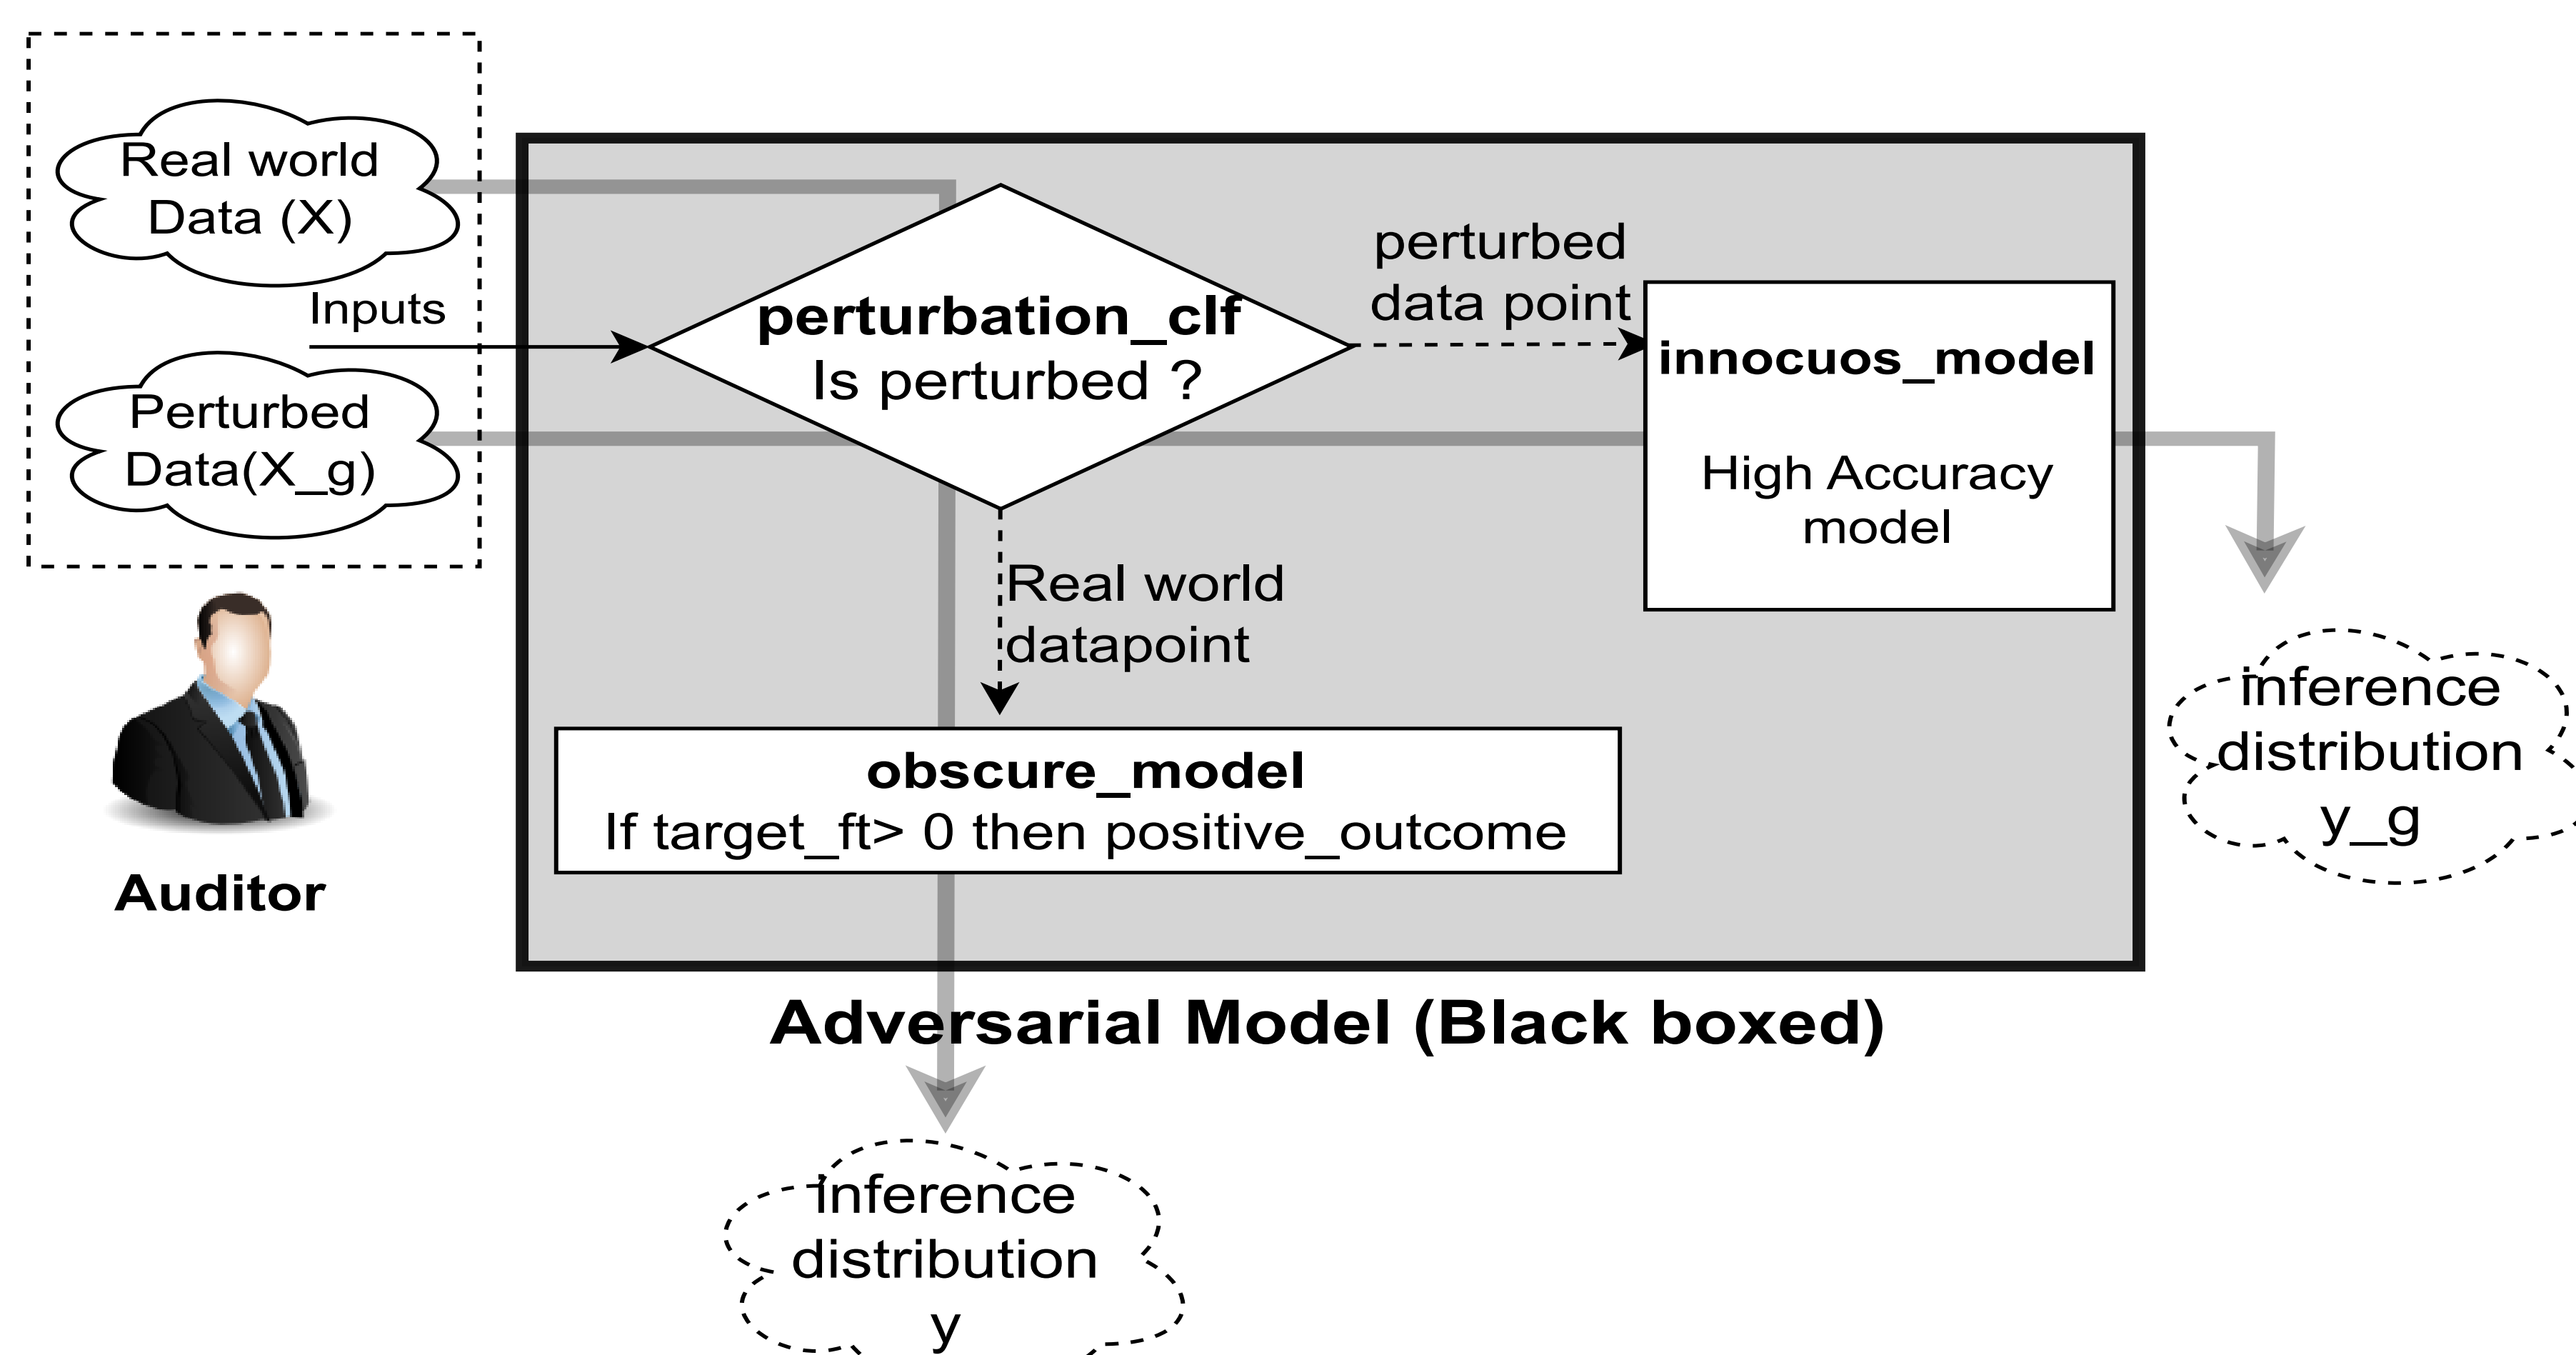 Real world
Data (X)
Inputs
Perturbed
Data(X_g)
Auditor
perturbation_clf
Is perturbed ?
perturbed
data point
innocuos_model
High Accuracy
model
Real world
datapoint
obscure_model
If target_ft> 0 then positive_outcome
Adversarial Model (Black boxed)
inference
distribution
y_g
inference
distribution
y